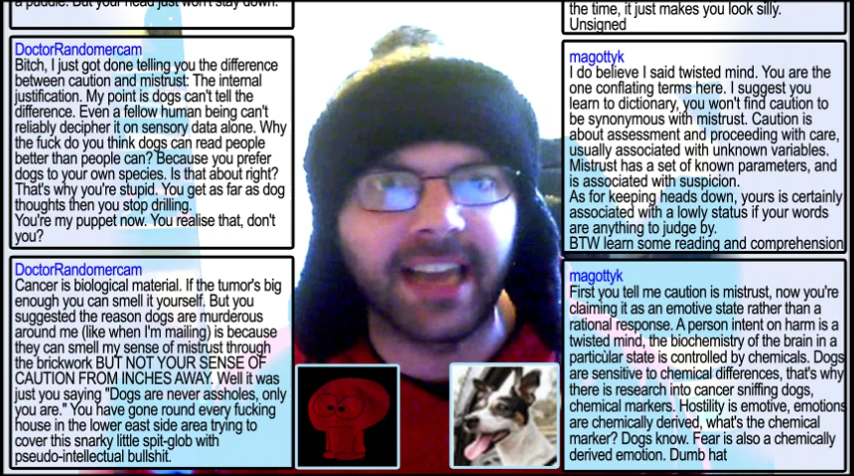 a puddle. But your head just won't stay down.
DoctorRandomercam
Bitch, I just got done telling you the difference
between caution and mistrust: The internal
justification. My point is dogs can't tell the
difference. Even a fellow human being can't
reliably decipher it on sensory data alone. Why
the fuck do you think dogs can read people
better than people can? Because you prefer
dogs to your own species. Is that about right?
That's why you're stupid. You get as far as dog
thoughts then you stop drilling.
You're my puppet now. You realise that, don't
you?
DoctorRandomercam
Cancer is biological material. If the tumor's big
enough you can smell it yourself. But you
suggested the reason dogs are murderous
around me (like when I'm mailing) is because
they can smell my sense of mistrust through
the brickwork BUT NOT YOUR SENSE OF
CAUTION FROM INCHES AWAY. Well it was
just you saying "Dogs are never assholes, only
you are." You have gone round every fucking
house in the lower east side area trying to
cover this snarky little spit-glob with
pseudo-intellectual bullshit.
the time, it just makes you look silly.
Unsigned
magottyk
I do believe I said twisted mind. You are the
one conflating terms here. I suggest you
learn to dictionary, you won't find caution to
be synonymous with mistrust. Caution is
about assessment and proceeding with care,
usually associated with unknown variables.
Mistrust has a set of known parameters, and
is associated with suspicion.
As for keeping heads down, yours is certainly
associated with a lowly status if your words
are anything to judge by.
BTW learn some reading and comprehension
magottyk
First you tell me caution is mistrust, now you're
claiming it as an emotive state rather than a
rational response. A person intent on harm is a
twisted mind, the biochemistry of the brain in a
particular state is controlled by chemicals. Dogs
are sensitive to chemical differences, that's why
there is research into cancer sniffing dogs,
chemical markers. Hostility is emotive, emotions
are chemically derived, what's the chemical
marker? Dogs know. Fear is also a chemically
derived emotion. Dumb hat